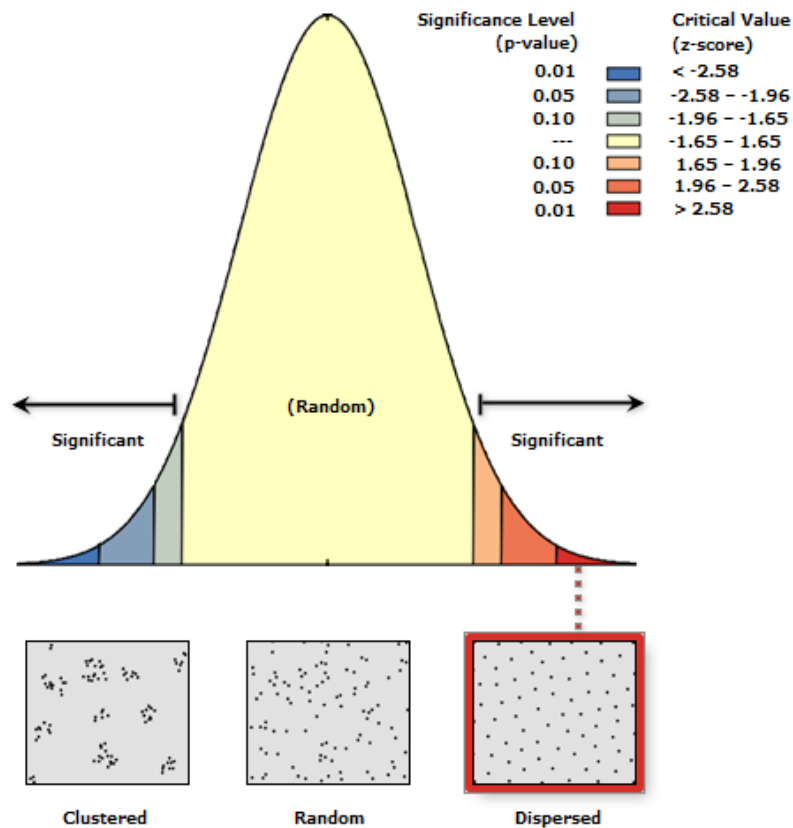 Significance Level Critical Value
(p-value) (z-score)
0.01 < -2.58
0.05 -2.58 – -1.96
0.10 -1.96 – -1.65
--- -1.65 – 1.65
0.10 1.65 – 1.96
0.05 1.96 – 2.58
0.01 > 2.58
(Random)
Significant Significant
Clustered Random Dispersed